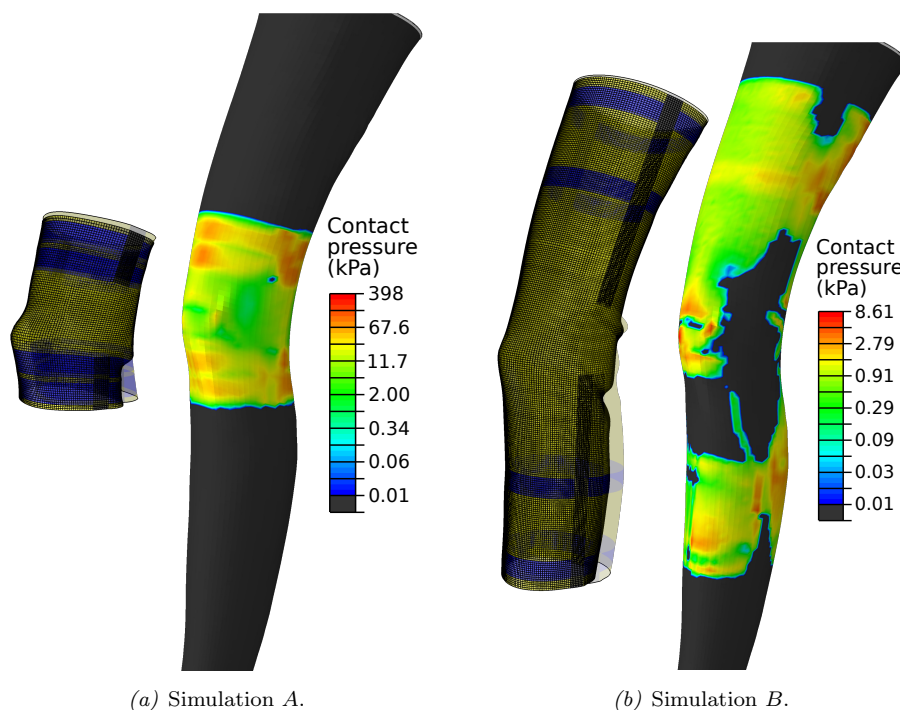 Contact
pressure
(kPa)
398
67.6
11.7
2.00
0.34
0.06
0.01
Contact
pressure
(kPa)
8.61
2.79
0.91
0.29
0.09
0.03
0.01
(a) Simulation A.
(b) Simulation B.